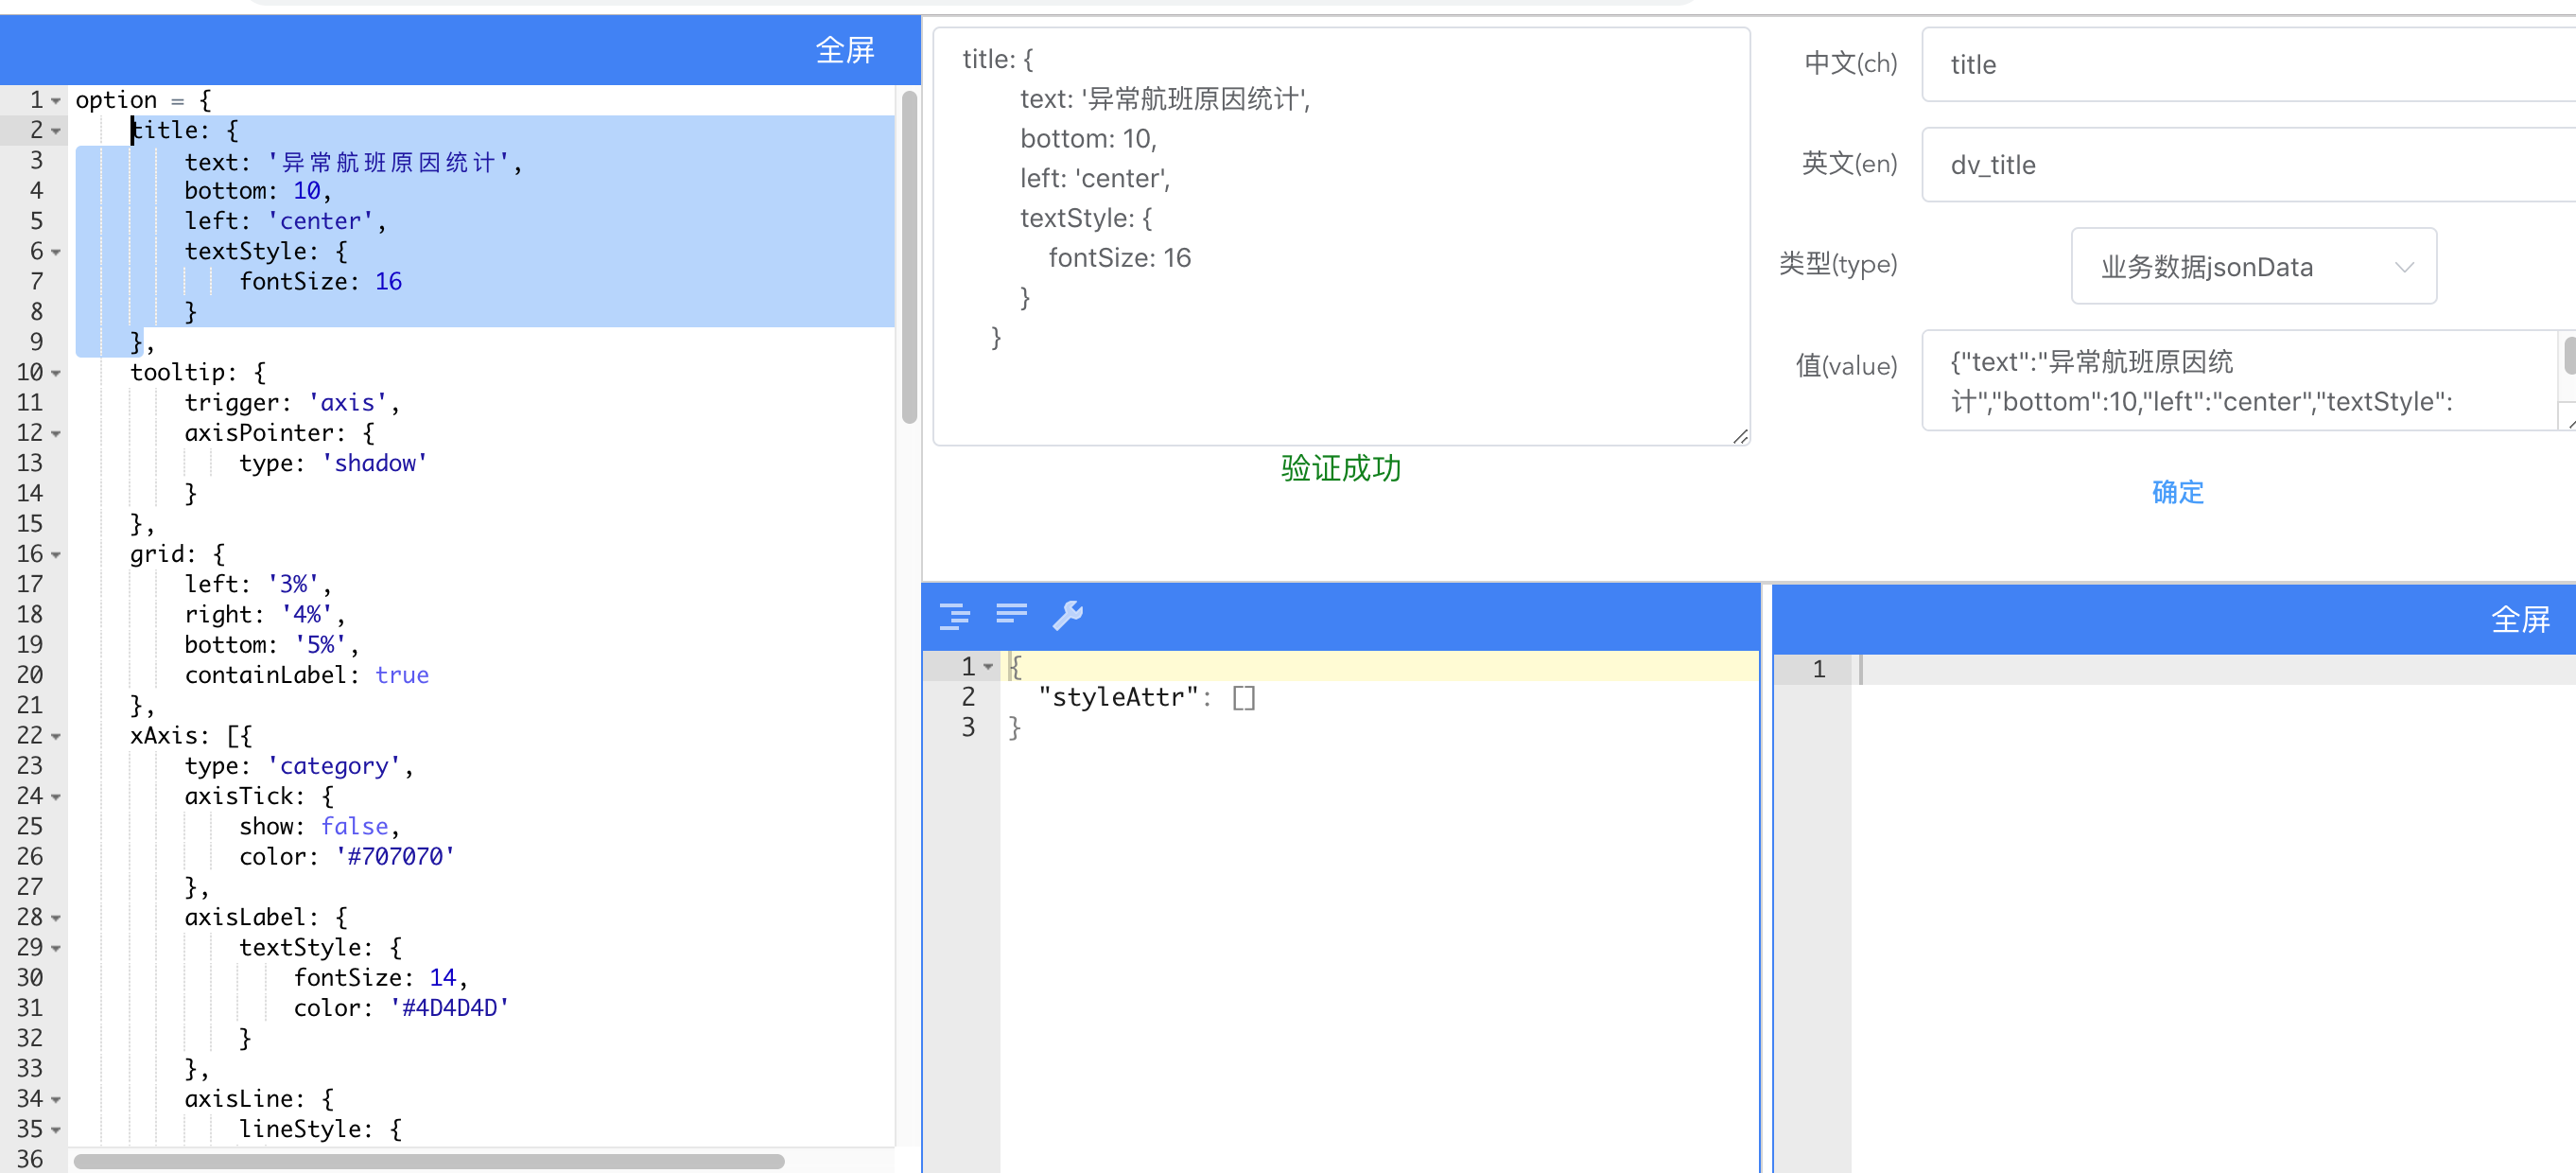 全屏
1 option = {
2 title: {
3 text: '异常航班原因统计',
4 bottom: 10,
5 left: 'center',
6 textStyle: {
7 fontSize: 16
8 }
9 },
10 tooltip: {
11 trigger: 'axis',
12 axisPointer: {
13 type: 'shadow'
14 }
15 },
16 grid: {
17 left: '3%',
18 right: '4%',
19 bottom: '5%',
20 containLabel: true
21 },
22 xAxis: [{
23 type: 'category',
24 axisTick: {
25 show: false,
26 color: '#707070'
27 },
28 axisLabel: {
29 textStyle: {
30 fontSize: 14,
31 color: '#4D4D4D'
32 }
33 },
34 axisLine: {
35 lineStyle: {
36
title: {
text: '异常航班原因统计',
bottom: 10,
left: 'center',
textStyle: {
fontSize: 16
}
}
验证成功
中文(ch)
title
英文(en)
dv_title
类型(type)
业务数据jsonData
值(value)
{"text":"异常航班原因统
计","bottom":10,"left":"center","textStyle":
确定
1 {
2 "styleAttr": []
3 }
全屏
1